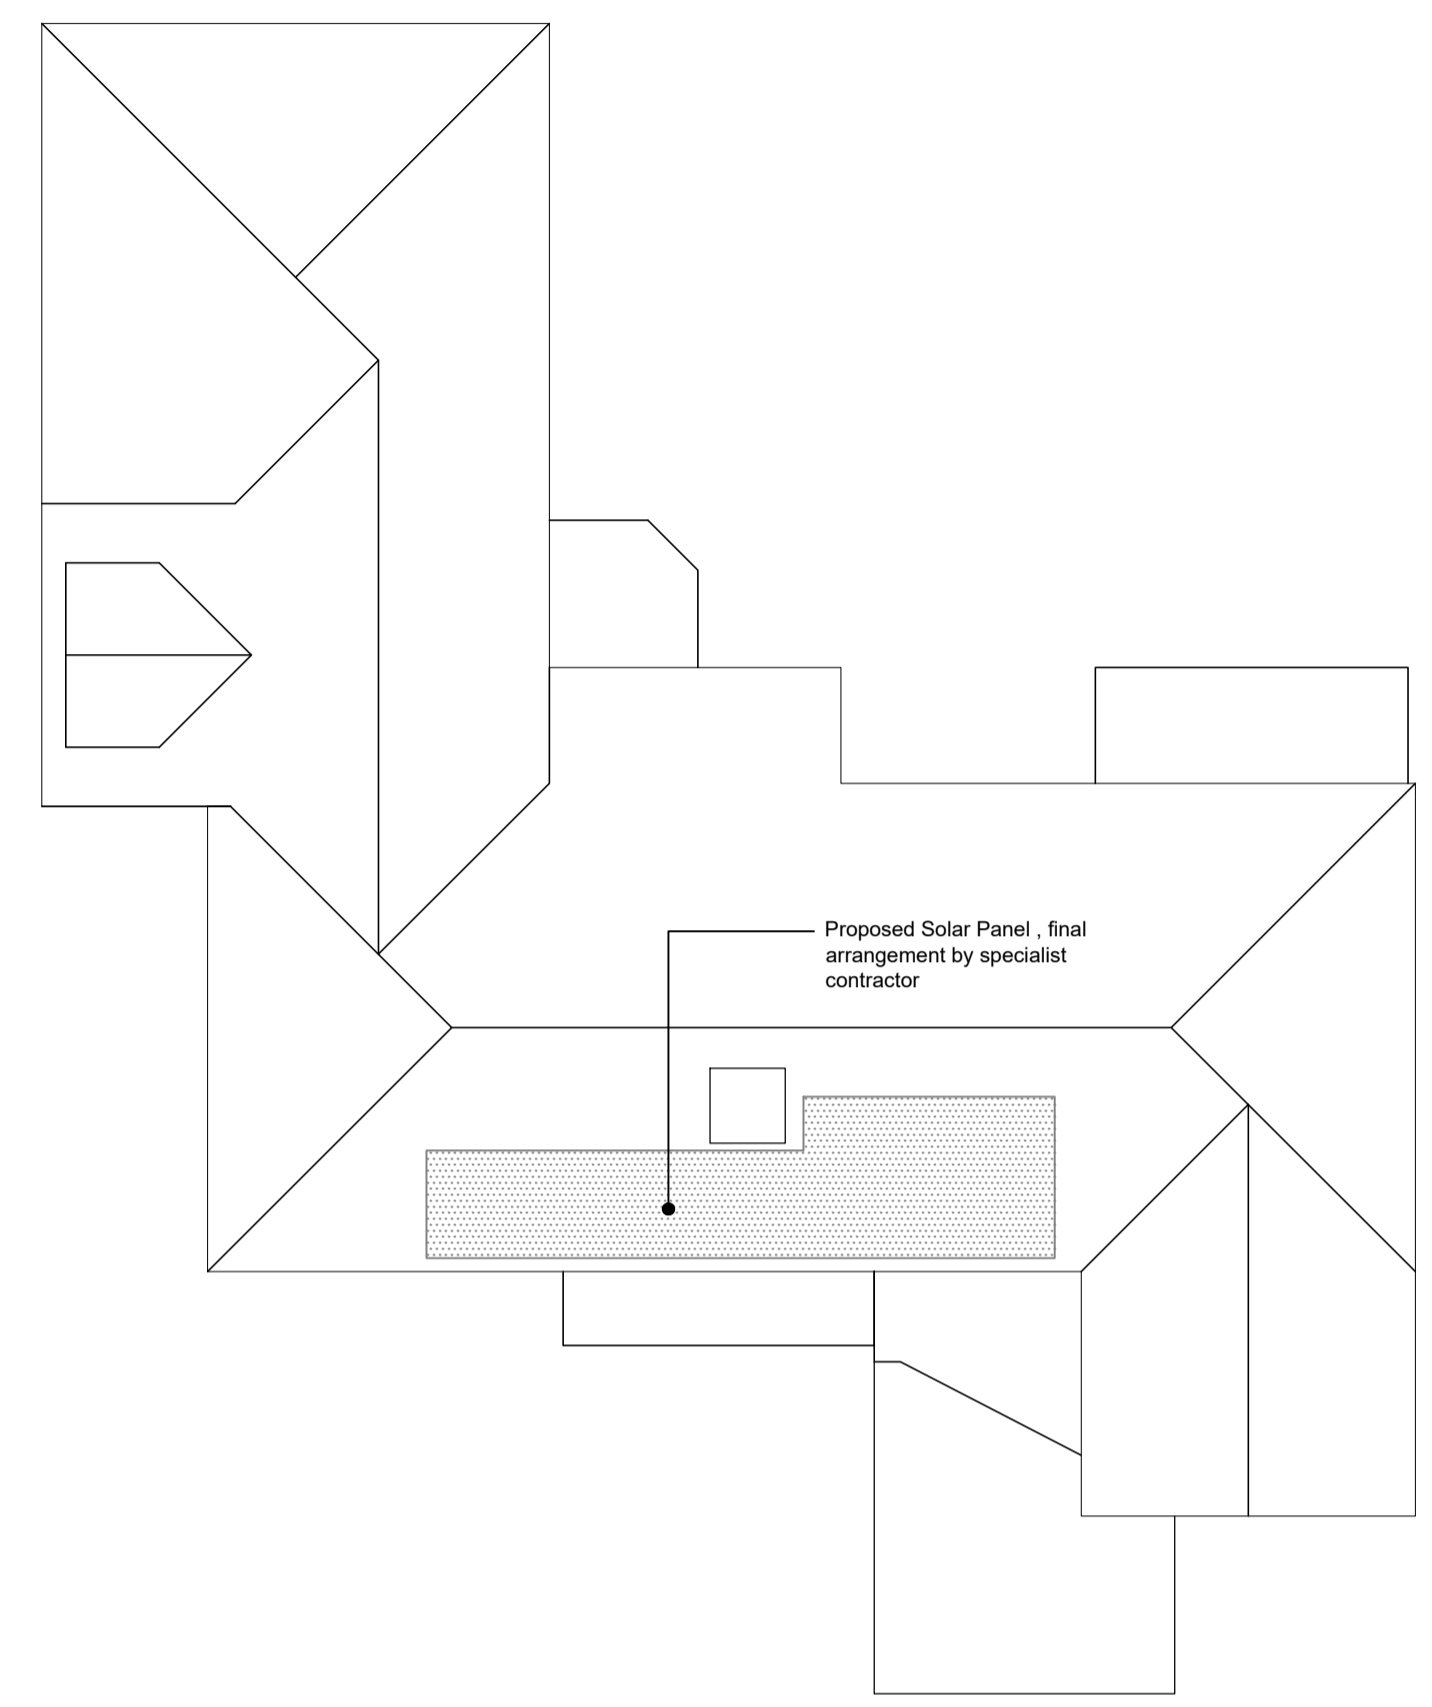 Proposed Solar Panel , final
arrangement by specialist
contractor